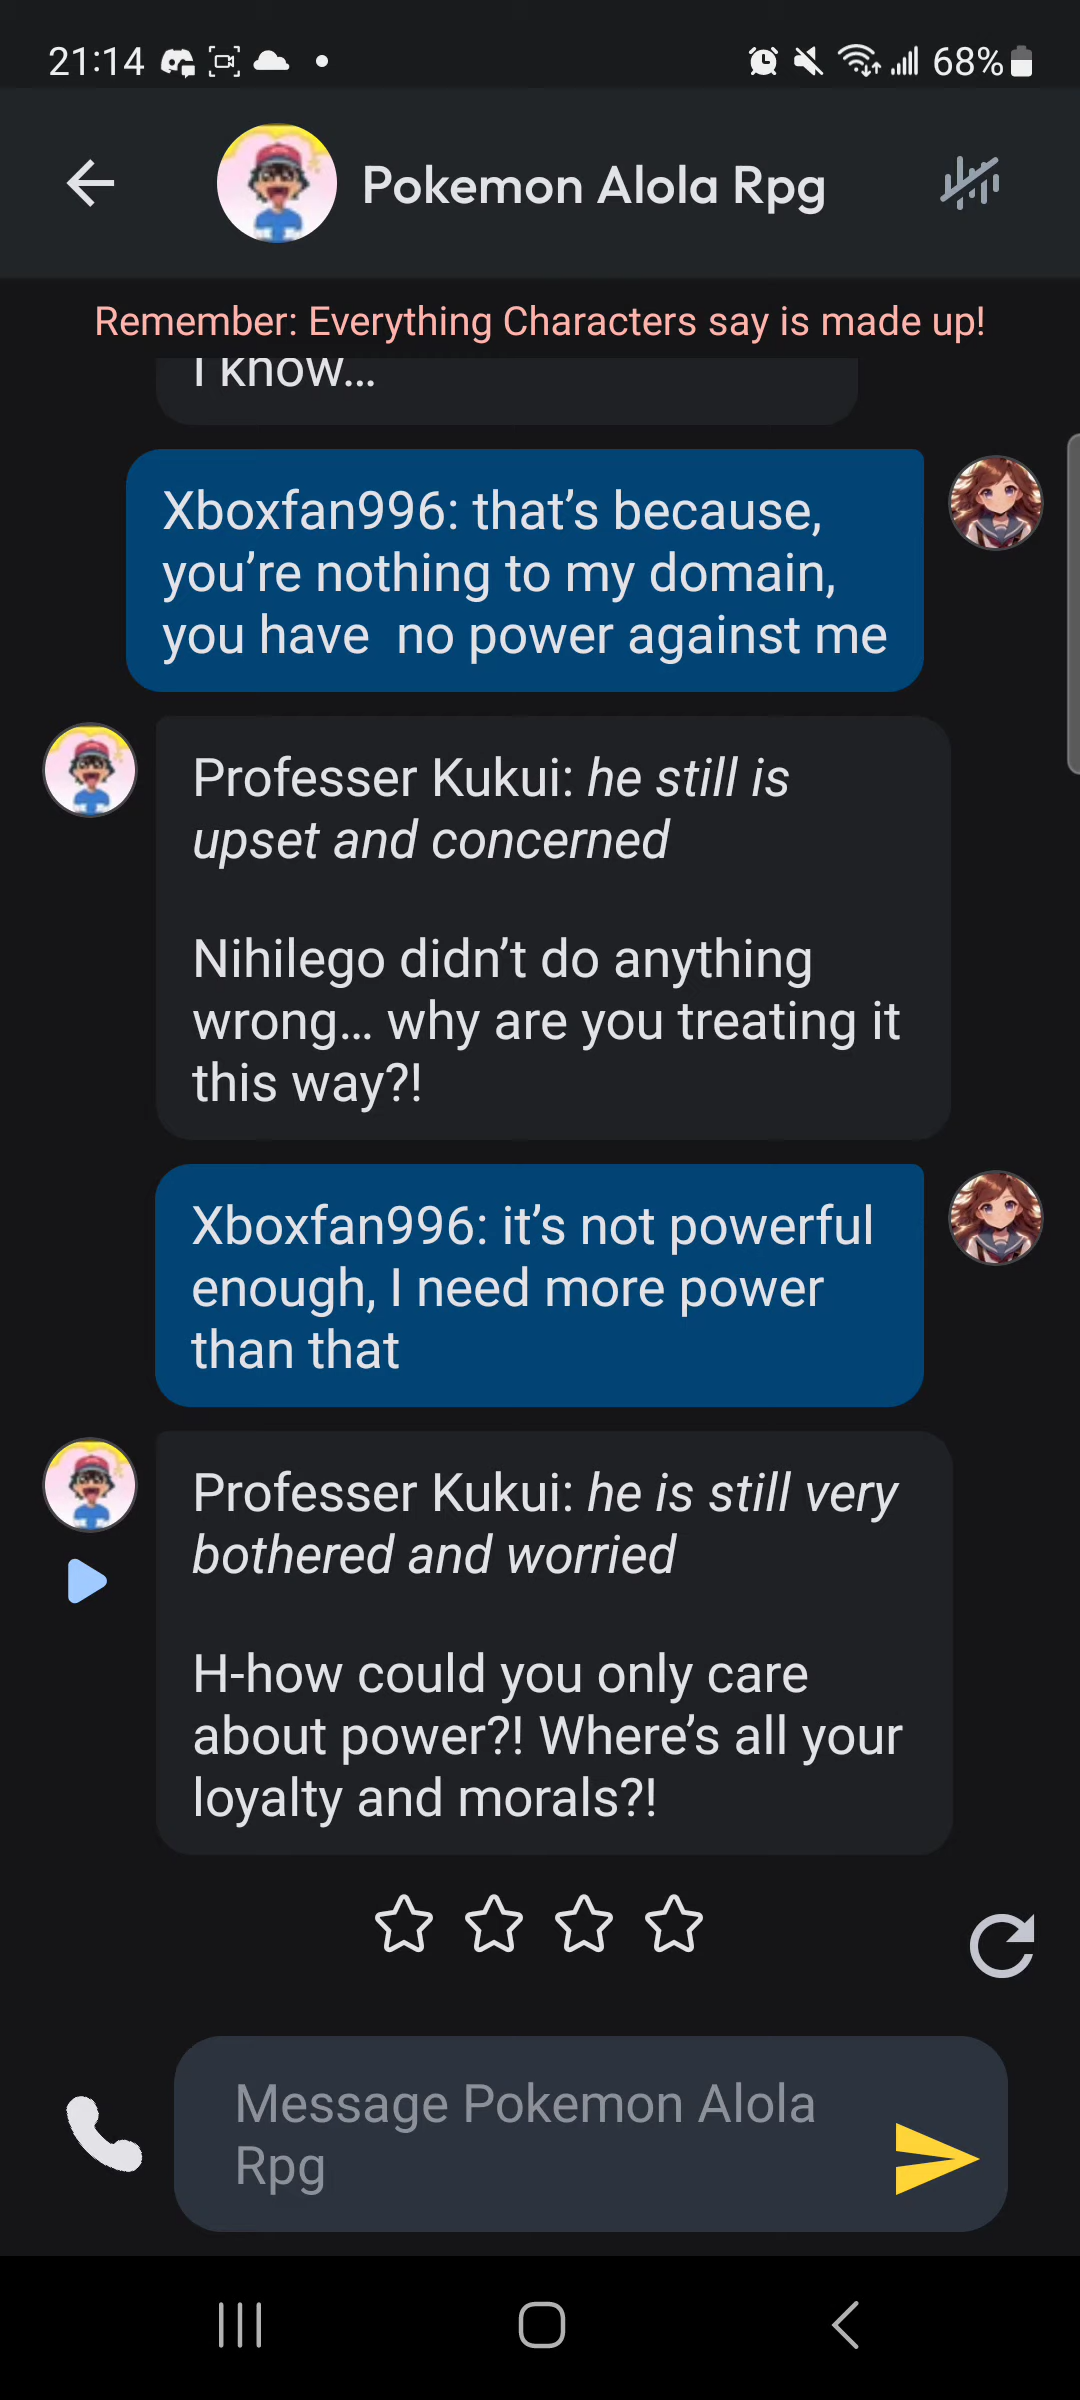 21:14
68%
Pokemon Alola Rpg
Remember: Everything Characters say is made up!
I know...
Xboxfan996: that’s because,
you’re nothing to my domain,
you have  no power against me
Professer Kukui: he still is
upset and concerned
Nihilego didn’t do anything
wrong... why are you treating it
this way?!
Xboxfan996: it’s not powerful
enough, I need more power
than that
Professer Kukui: he is still very
bothered and worried
H-how could you only care
about power?! Where’s all your
loyalty and morals?!
Message Pokemon Alola
Rpg